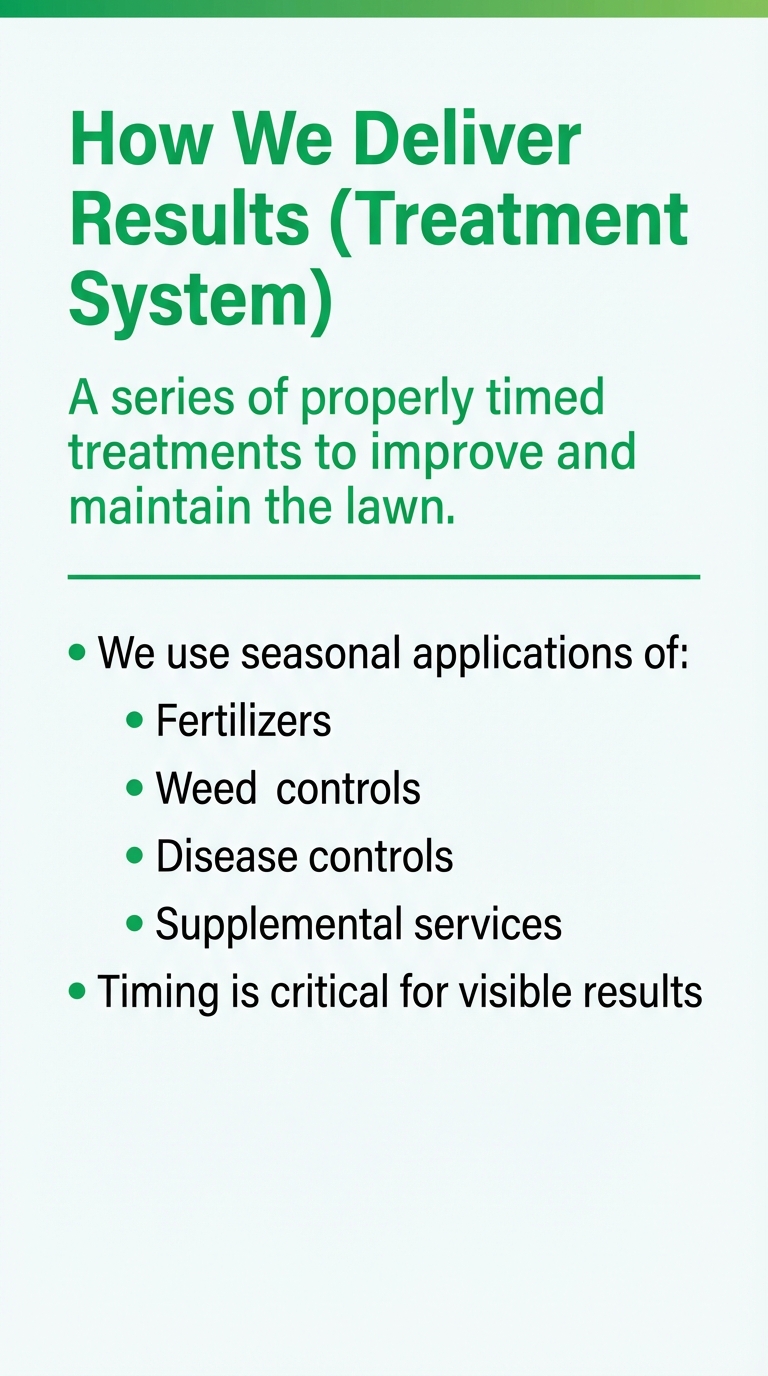 How We Deliver
Results (Treatment
System)
A series of properly timed
treatments to improve and
maintain the lawn.
• We use seasonal applications of:
• Fertilizers
• Weed  controls
• Disease controls
• Supplemental services
• Timing is critical for visible results